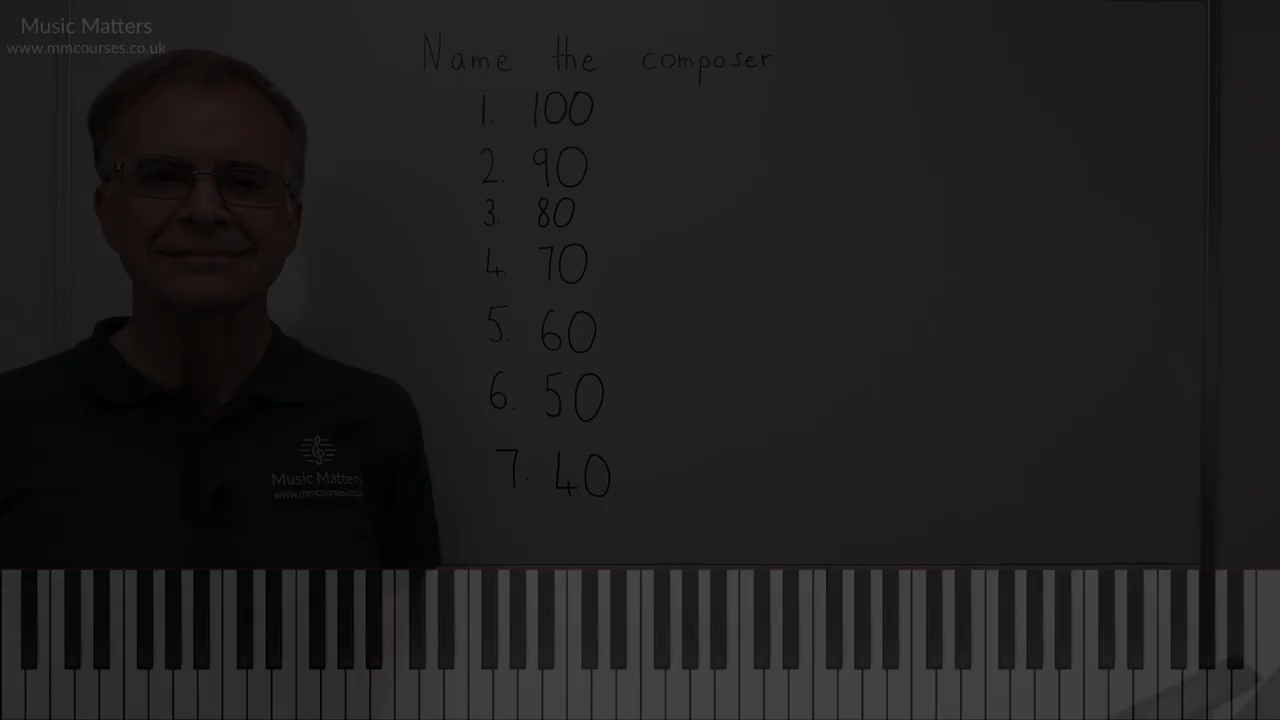 Music Matters
www.mmcourses.co.uk
Name the composer
1. 100
2. 90
3. 80
4. 70
5. 60
6. 50
7. 40
Music Matters
www.mmcourses.co.uk